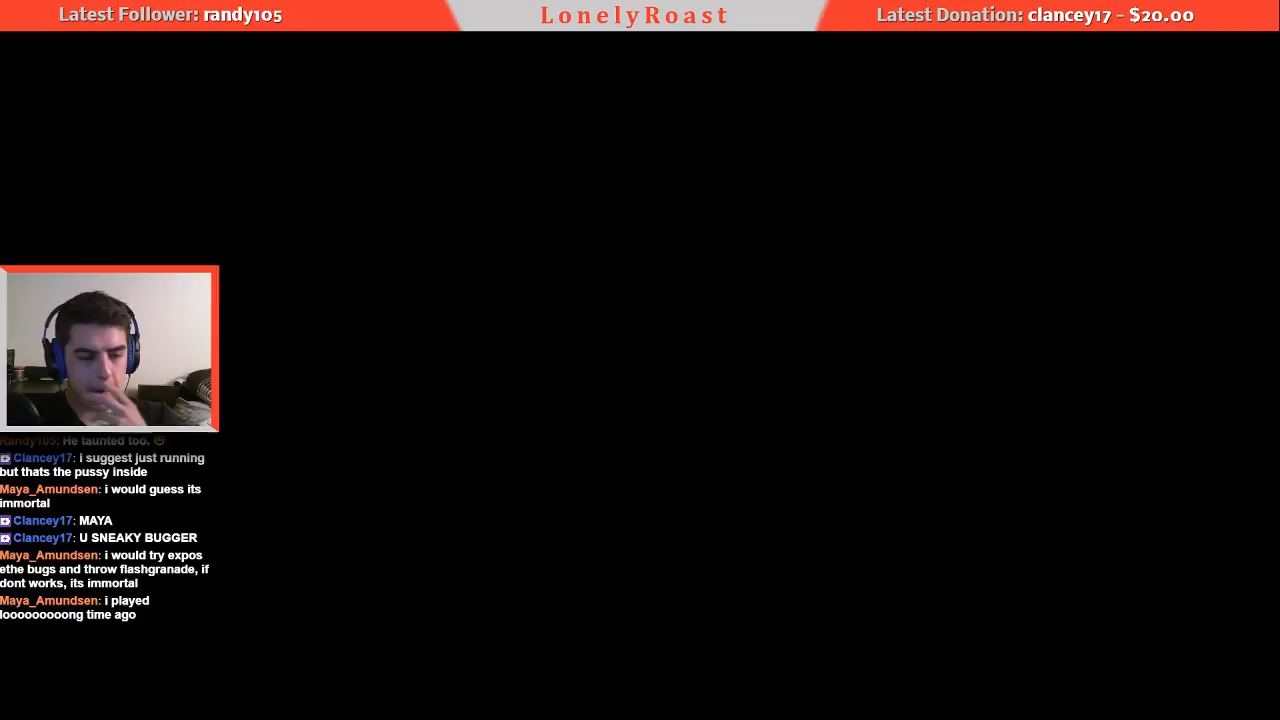 Latest Follower: randy105
LonelyRoast
Latest Donation: clancey17 - $20.00
Randy105: He taunted too.
Clancey17: i suggest just running
but thats the pussy inside
Maya_Amundsen: i would guess its
immortal
Clancey17: MAYA
Clancey17: U SNEAKY BUGGER
Maya_Amundsen: i would try expos
ethe bugs and throw flashgranade, if
dont works, its immortal
Maya_Amundsen: i played
looooooooong time ago